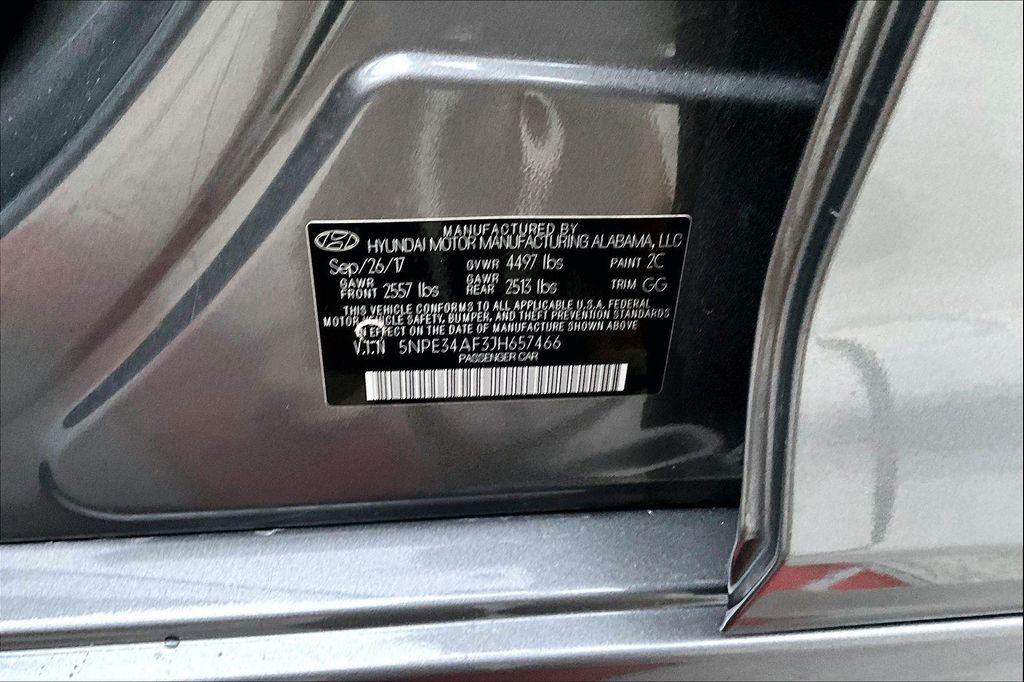 MANUFACTURED BY
HYUNDAI MOTOR MANUFACTURING ALABAMA, LLC
Sep/26/17 GVWR 4497 lbs PAINT 2C
GAWR FRONT 2557 lbs GAWR REAR 2513 lbs TRIM GG
THIS VEHICLE CONFORMS TO ALL APPLICABLE U.S.A. FEDERAL
MOTOR VEHICLE SAFETY, BUMPER, AND THEFT PREVENTION STANDARDS
IN EFFECT ON THE DATE OF MANUFACTURE SHOWN ABOVE
V.I.N 5NPE34AF3JH657466
PASSENGER CAR